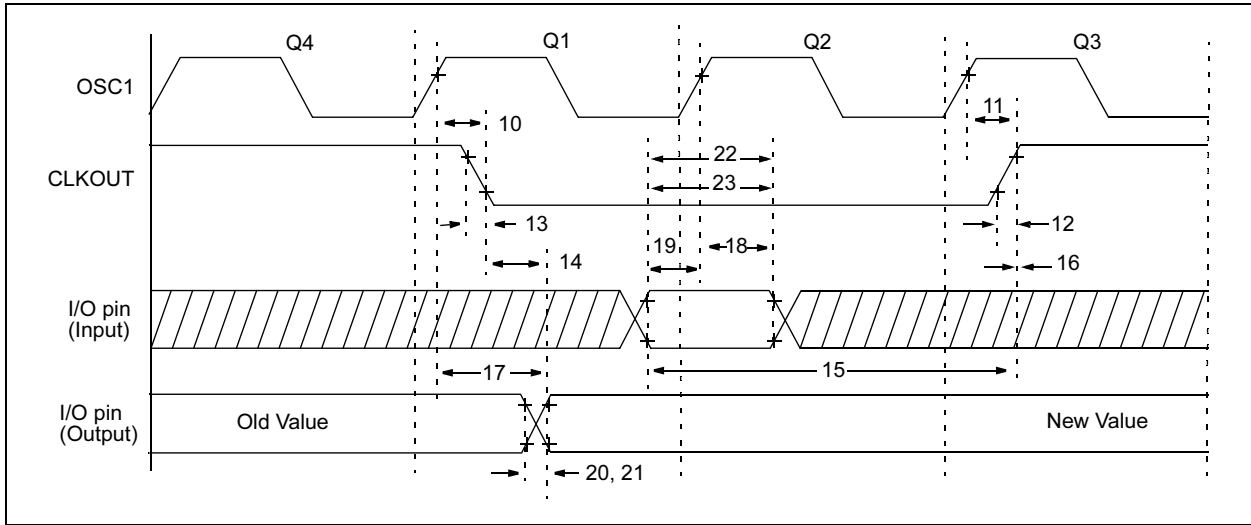 Q4 Q1 Q2 Q3
OSC1
10 11
22
CLKOUT
23
13 12
19 18
14 16
I/O pin
(Input)
17 15
I/O pin
(Output)
Old Value New Value
20, 21